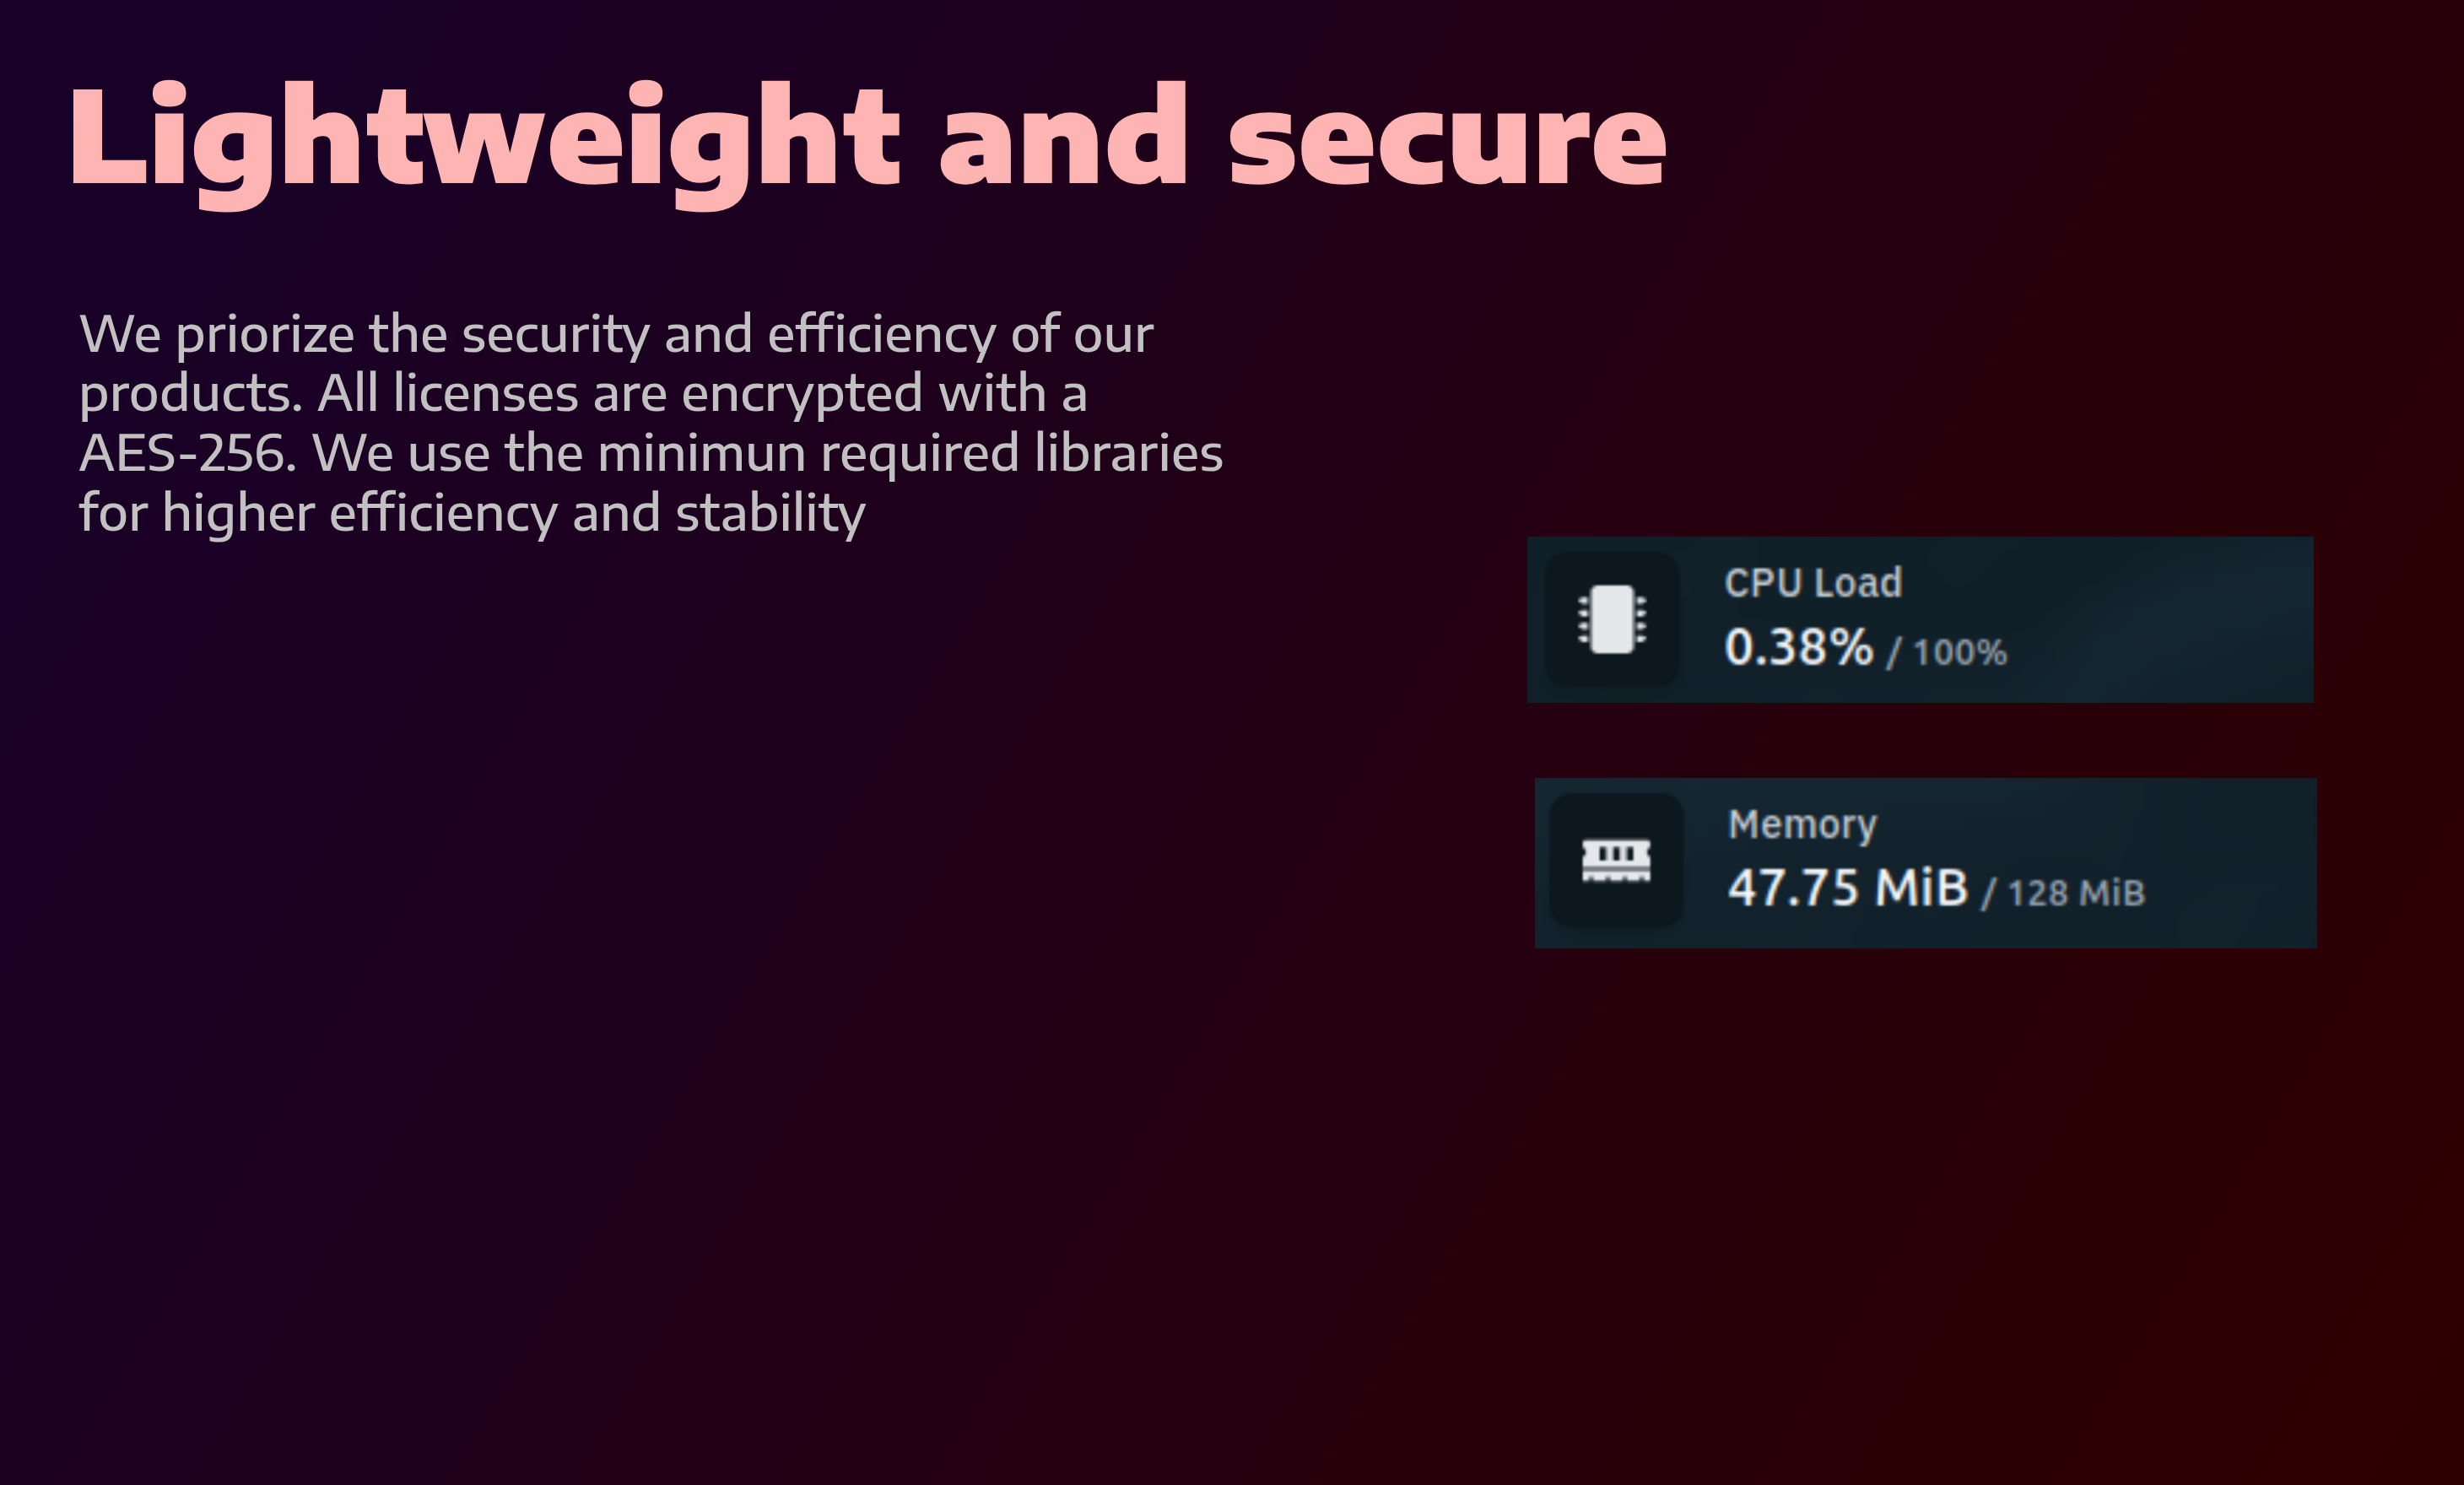 Lightweight and secure
We priorize the security and efficiency of our
products. All licenses are encrypted with a
AES-256. We use the minimun required libraries
for higher efficiency and stability
CPU Load
0.38% / 100%
Memory
47.75 MiB / 128 MiB